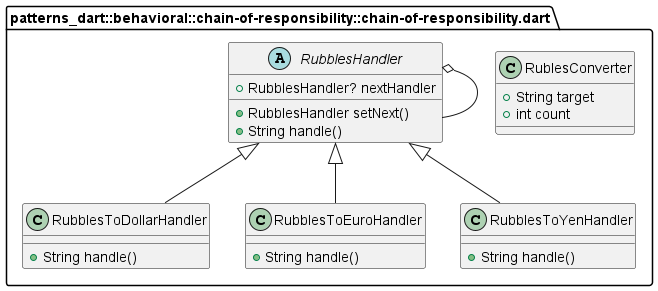 patterns_dart::behavioral::chain-of-responsibility::chain-of-responsibility.dart
A RubblesHandler
RubblesHandler? nextHandler
RubblesHandler setNext()
String handle()
C RublesConverter
String target
int count
C RubblesToDollarHandler
String handle()
C RubblesToEuroHandler
String handle()
C RubblesToYenHandler
String handle()